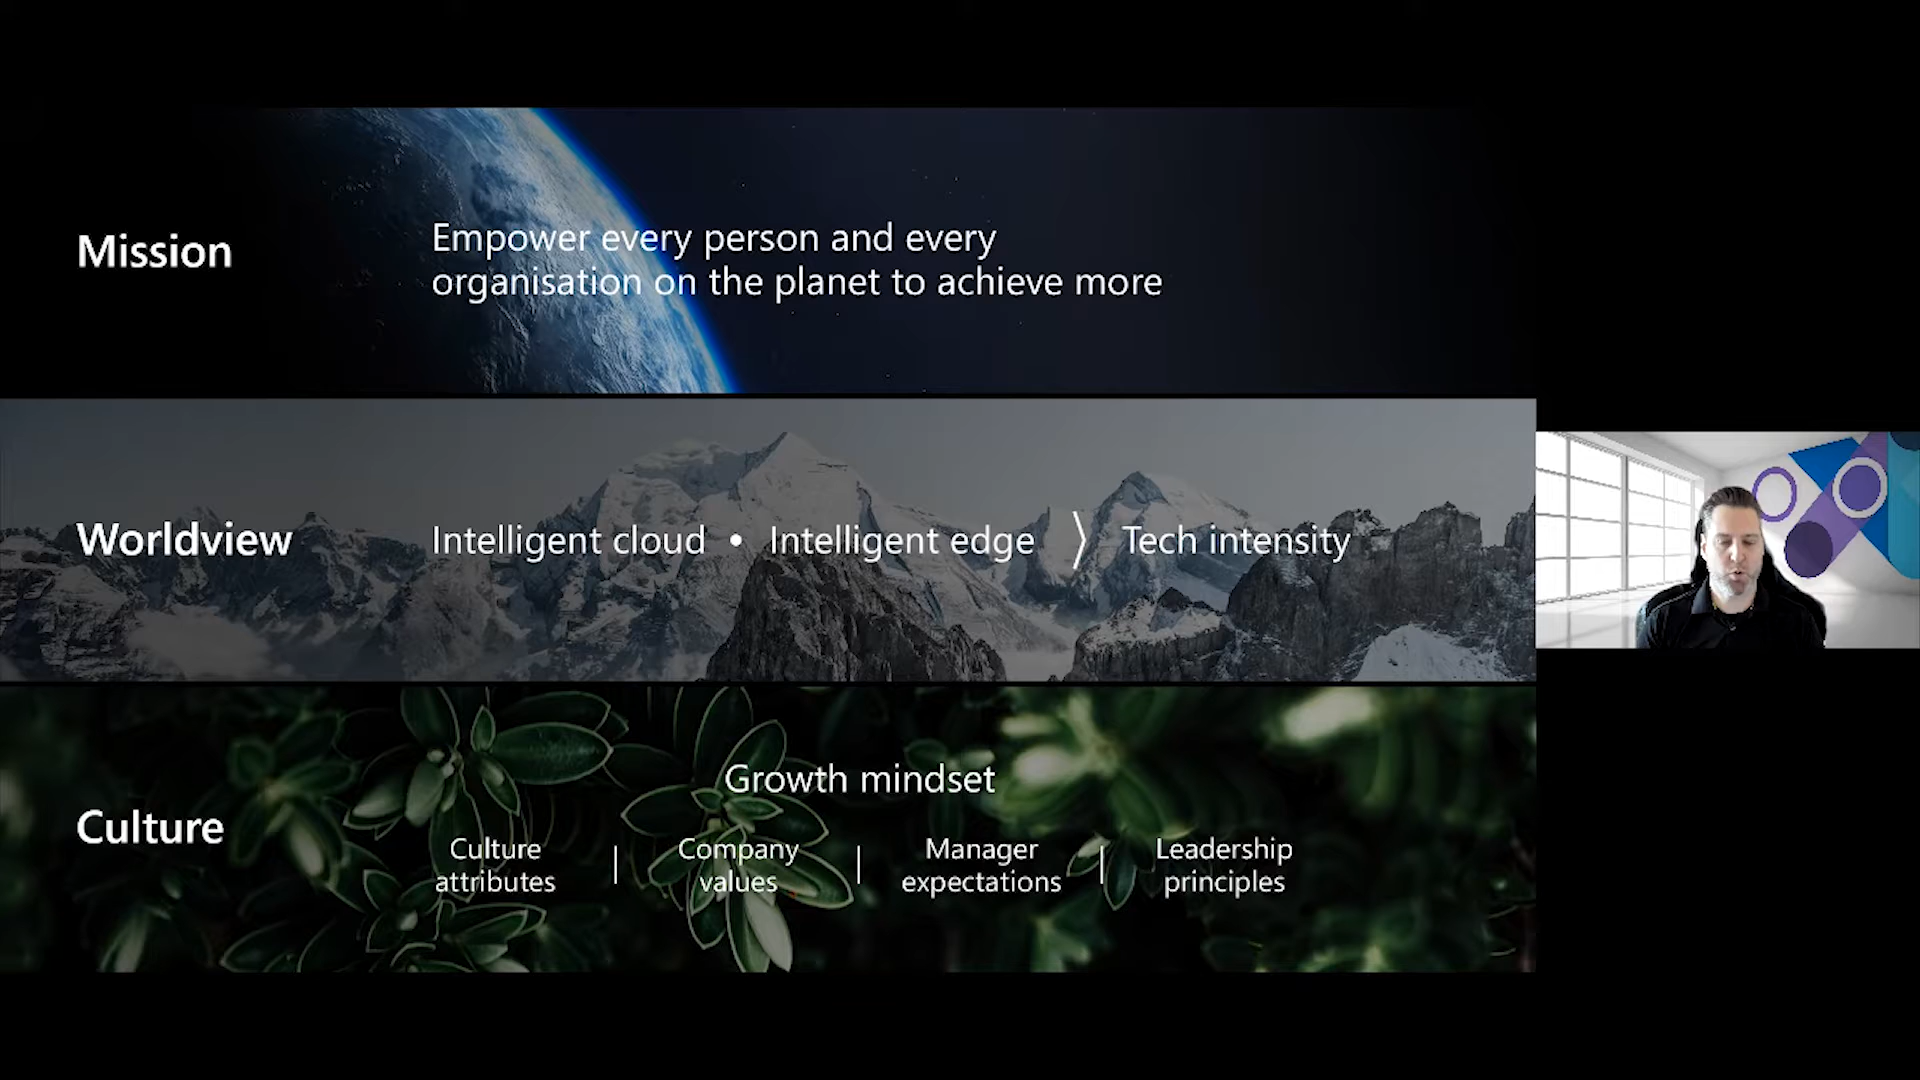 Mission
Empower every person and every
organisation on the planet to achieve more
Worldview
Intelligent cloud • Intelligent edge 〉 Tech intensity
Culture
Growth mindset
Culture
attributes
Company
values
Manager
expectations
Leadership
principles